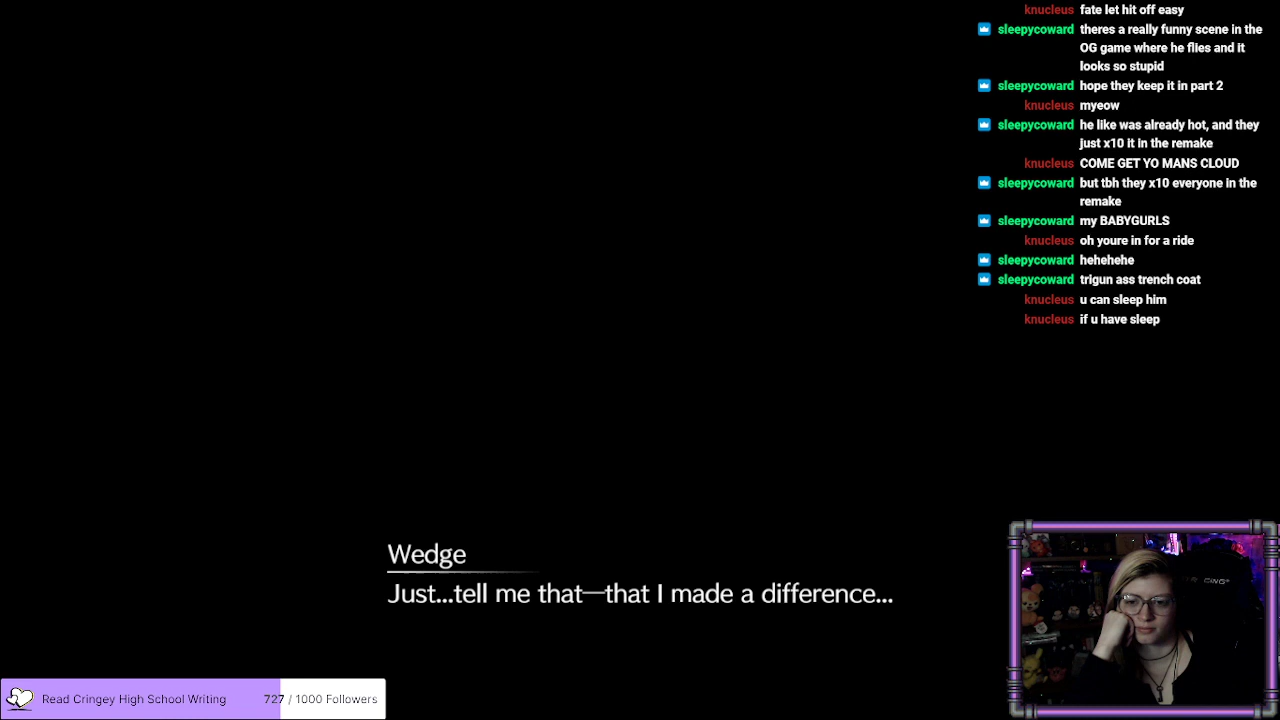 knucleus fate let hit off easy
sleepycoward theres a really funny scene in the
OG game where he flies and it
looks so stupid
sleepycoward hope they keep it in part 2
knucleus myeow
sleepycoward he like was already hot, and they
just x10 it in the remake
knucleus COME GET YO MANS CLOUD
sleepycoward but tbh they x10 everyone in the
remake
sleepycoward my BABYGURLS
knucleus oh youre in for a ride
sleepycoward hehehehe
sleepycoward trigun ass trench coat
knucleus u can sleep him
knucleus if u have sleep
Wedge
Just...tell me that—that I made a difference...
Read Cringey High School Writing 727 / 1000 Followers